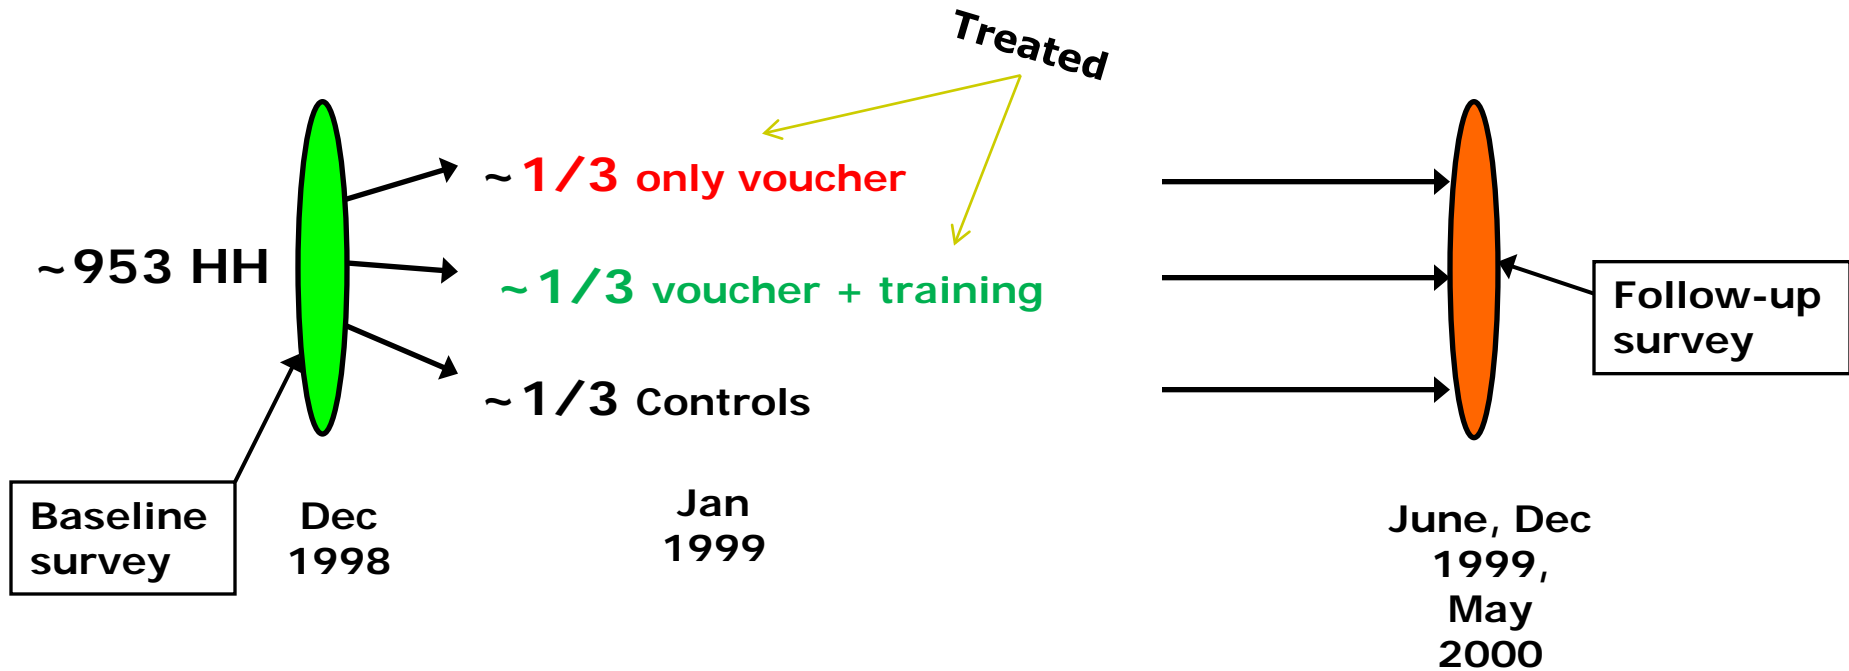 Treated
~1/3 only voucher
~953 HH
~1/3 voucher + training
~1/3 Controls
Follow-up
survey
Baseline
survey
Dec
1998
Jan
1999
June, Dec
1999,
May
2000